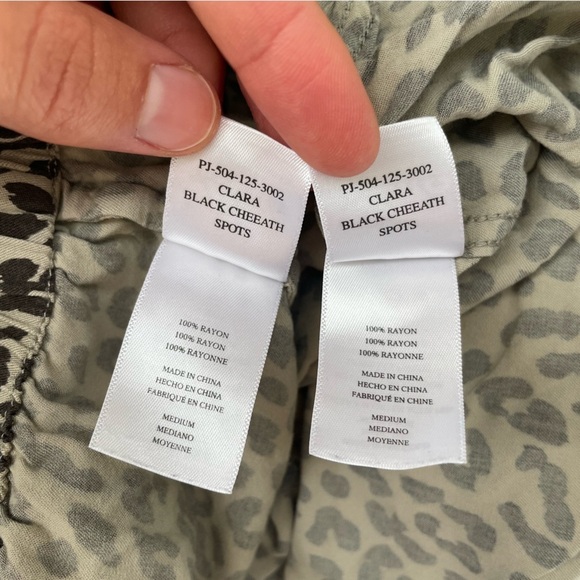 PJ-504-125-3002
CLARA
BLACK CHEEATH
SPOTS
100% RAYON
100% RAYON
100% RAYONNE
MADE IN CHINA
HECHO EN CHINA
FABRIQUÉ EN CHINE
MEDIUM
MEDIANO
MOYENNE
PJ-504-125-3002
CLARA
BLACK CHEEATH
SPOTS
100% RAYON
100% RAYON
100% RAYONNE
MADE IN CHINA
HECHO EN CHINA
FABRIQUÉ EN CHINE
MEDIUM
MEDIANO
MOYENNE